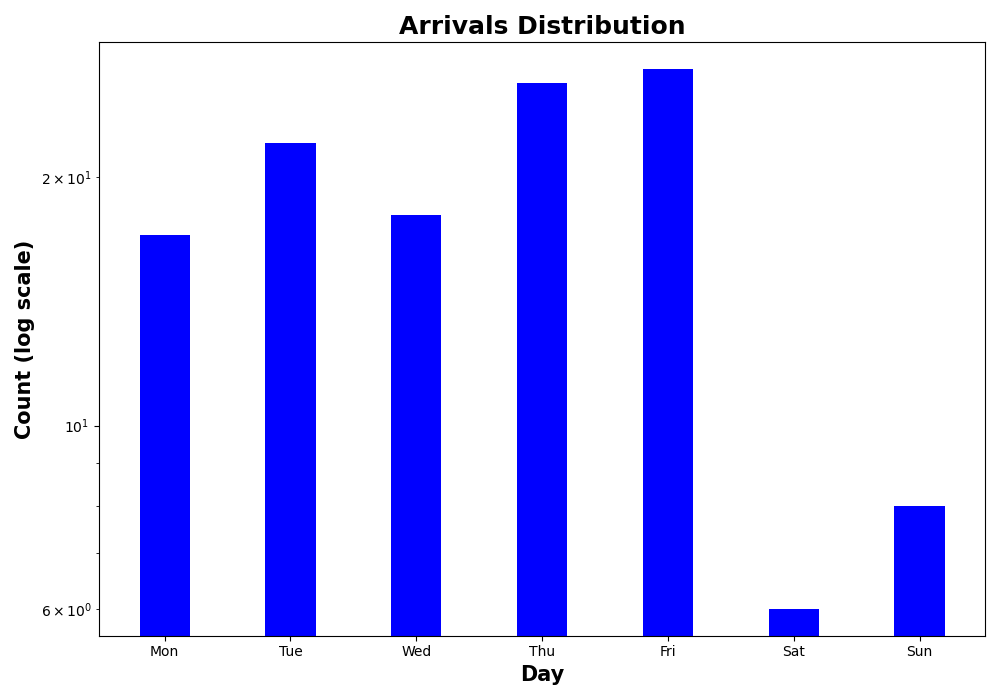 Arrivals Distribution
Count (log scale)
2 × 10¹
10¹
6 × 10⁰
Mon Tue Wed Thu Fri Sat Sun
Day